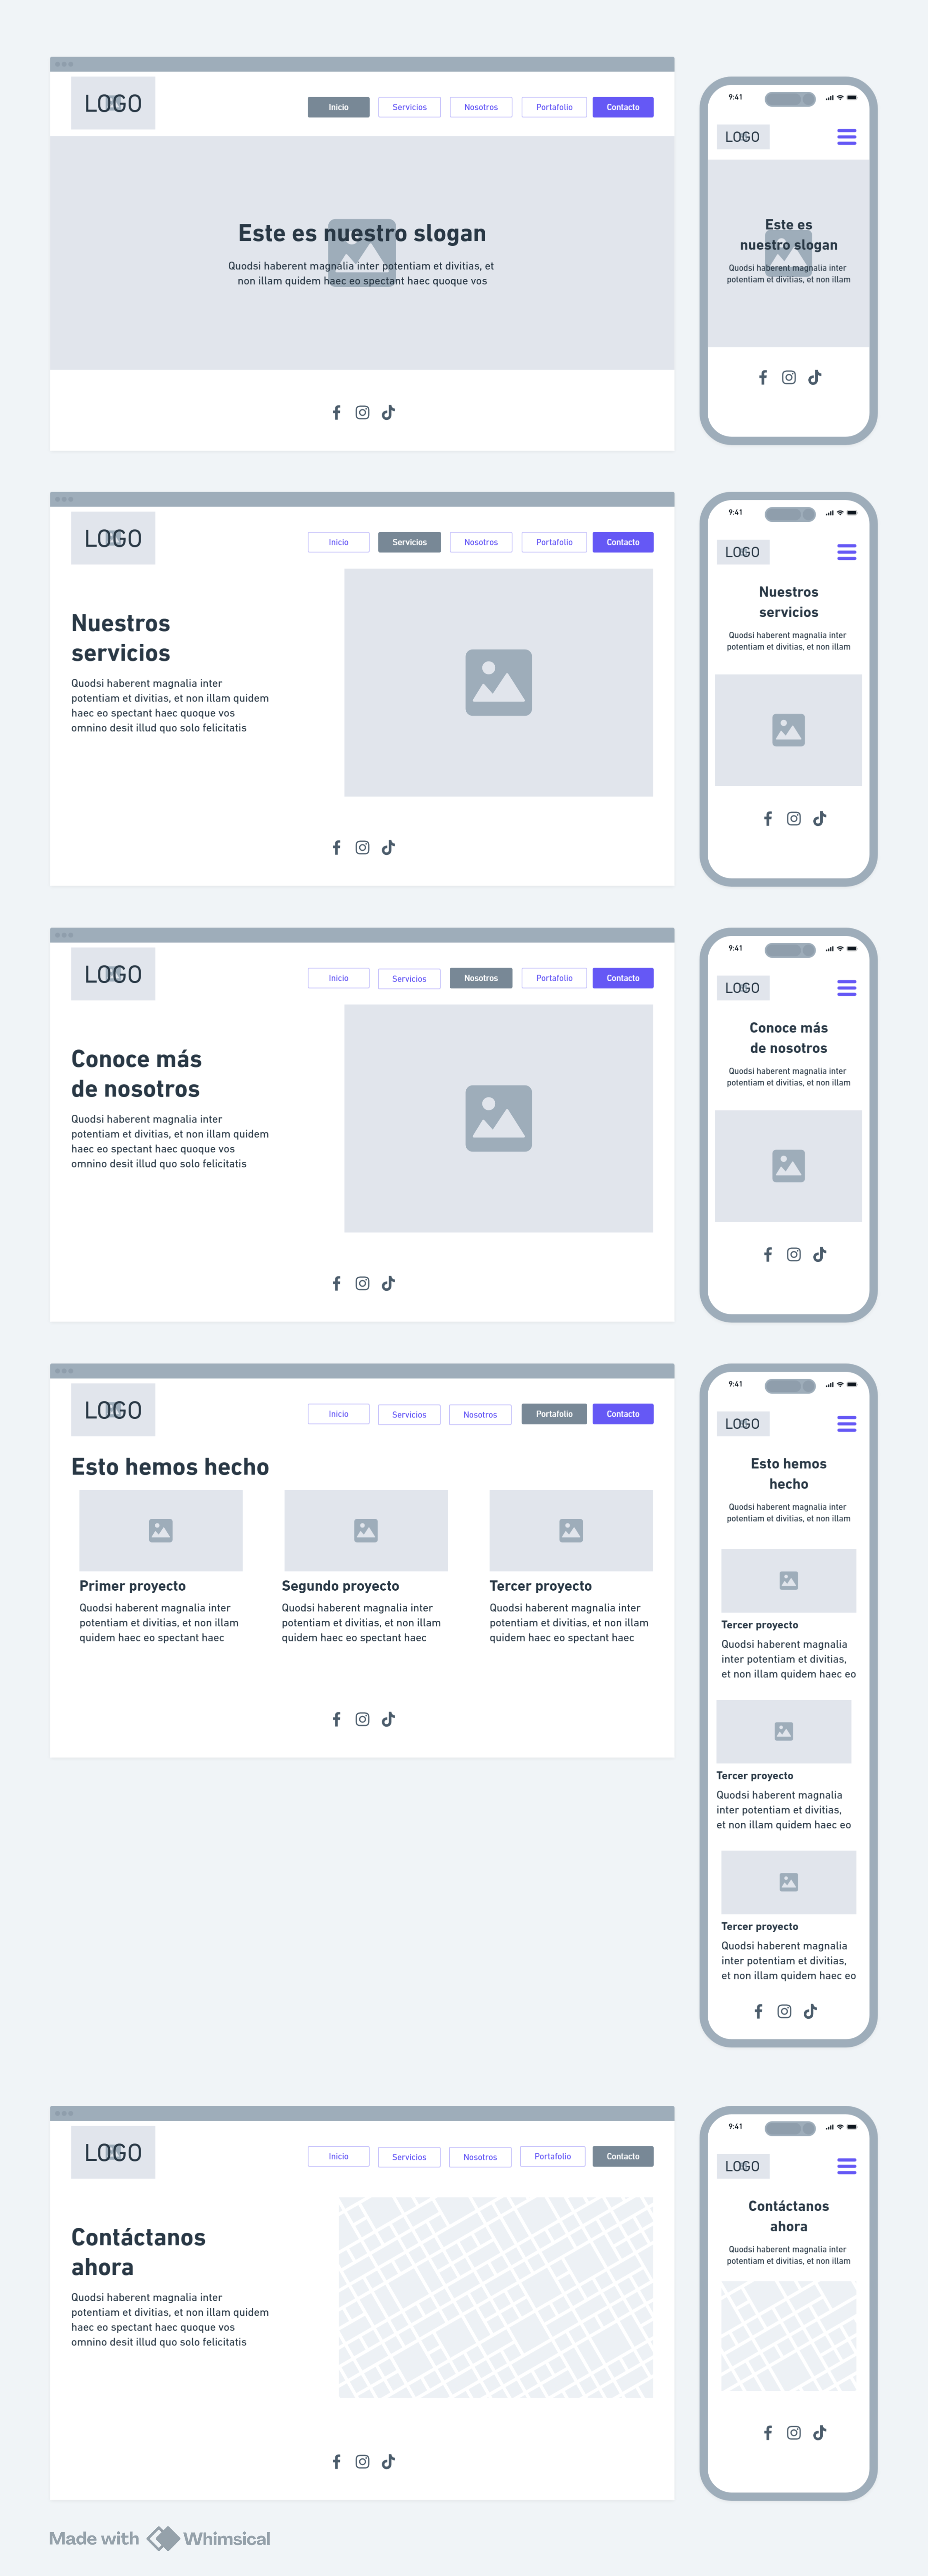 LOGO
Inicio
Servicios
Nosotros
Portafolio
Contacto
Este es nuestro slogan
Quodsi haberent magnalia inter potentiam et divitias, et
non illam quidem haec eo spectant haec quoque vos
9:41
LOGO
Este es
nuestro slogan
Quodsi haberent magnalia inter
potentiam et divitias, et non illam
LOGO
Inicio
Servicios
Nosotros
Portafolio
Contacto
Nuestros
servicios
Quodsi haberent magnalia inter
potentiam et divitias, et non illam quidem
haec eo spectant haec quoque vos
omnino desit illud quo solo felicitatis
9:41
LOGO
Nuestros
servicios
Quodsi haberent magnalia inter
potentiam et divitias, et non illam
LOGO
Inicio
Servicios
Nosotros
Portafolio
Contacto
Conoce más
de nosotros
Quodsi haberent magnalia inter
potentiam et divitias, et non illam quidem
haec eo spectant haec quoque vos
omnino desit illud quo solo felicitatis
9:41
LOGO
Conoce más
de nosotros
Quodsi haberent magnalia inter
potentiam et divitias, et non illam
LOGO
Inicio
Servicios
Nosotros
Portafolio
Contacto
Esto hemos hecho
Primer proyecto
Quodsi haberent magnalia inter
potentiam et divitias, et non illam
quidem haec eo spectant haec
Segundo proyecto
Quodsi haberent magnalia inter
potentiam et divitias, et non illam
quidem haec eo spectant haec
Tercer proyecto
Quodsi haberent magnalia inter
potentiam et divitias, et non illam
quidem haec eo spectant haec
9:41
LOGO
Esto hemos
hecho
Quodsi haberent magnalia inter
potentiam et divitias, et non illam
Tercer proyecto
Quodsi haberent magnalia
inter potentiam et divitias,
et non illam quidem haec eo
Tercer proyecto
Quodsi haberent magnalia
inter potentiam et divitias,
et non illam quidem haec eo
Tercer proyecto
Quodsi haberent magnalia
inter potentiam et divitias,
et non illam quidem haec eo
LOGO
Inicio
Servicios
Nosotros
Portafolio
Contacto
Contáctanos
ahora
Quodsi haberent magnalia inter
potentiam et divitias, et non illam quidem
haec eo spectant haec quoque vos
omnino desit illud quo solo felicitatis
9:41
LOGO
Contáctanos
ahora
Quodsi haberent magnalia inter
potentiam et divitias, et non illam
Made with Whimsical